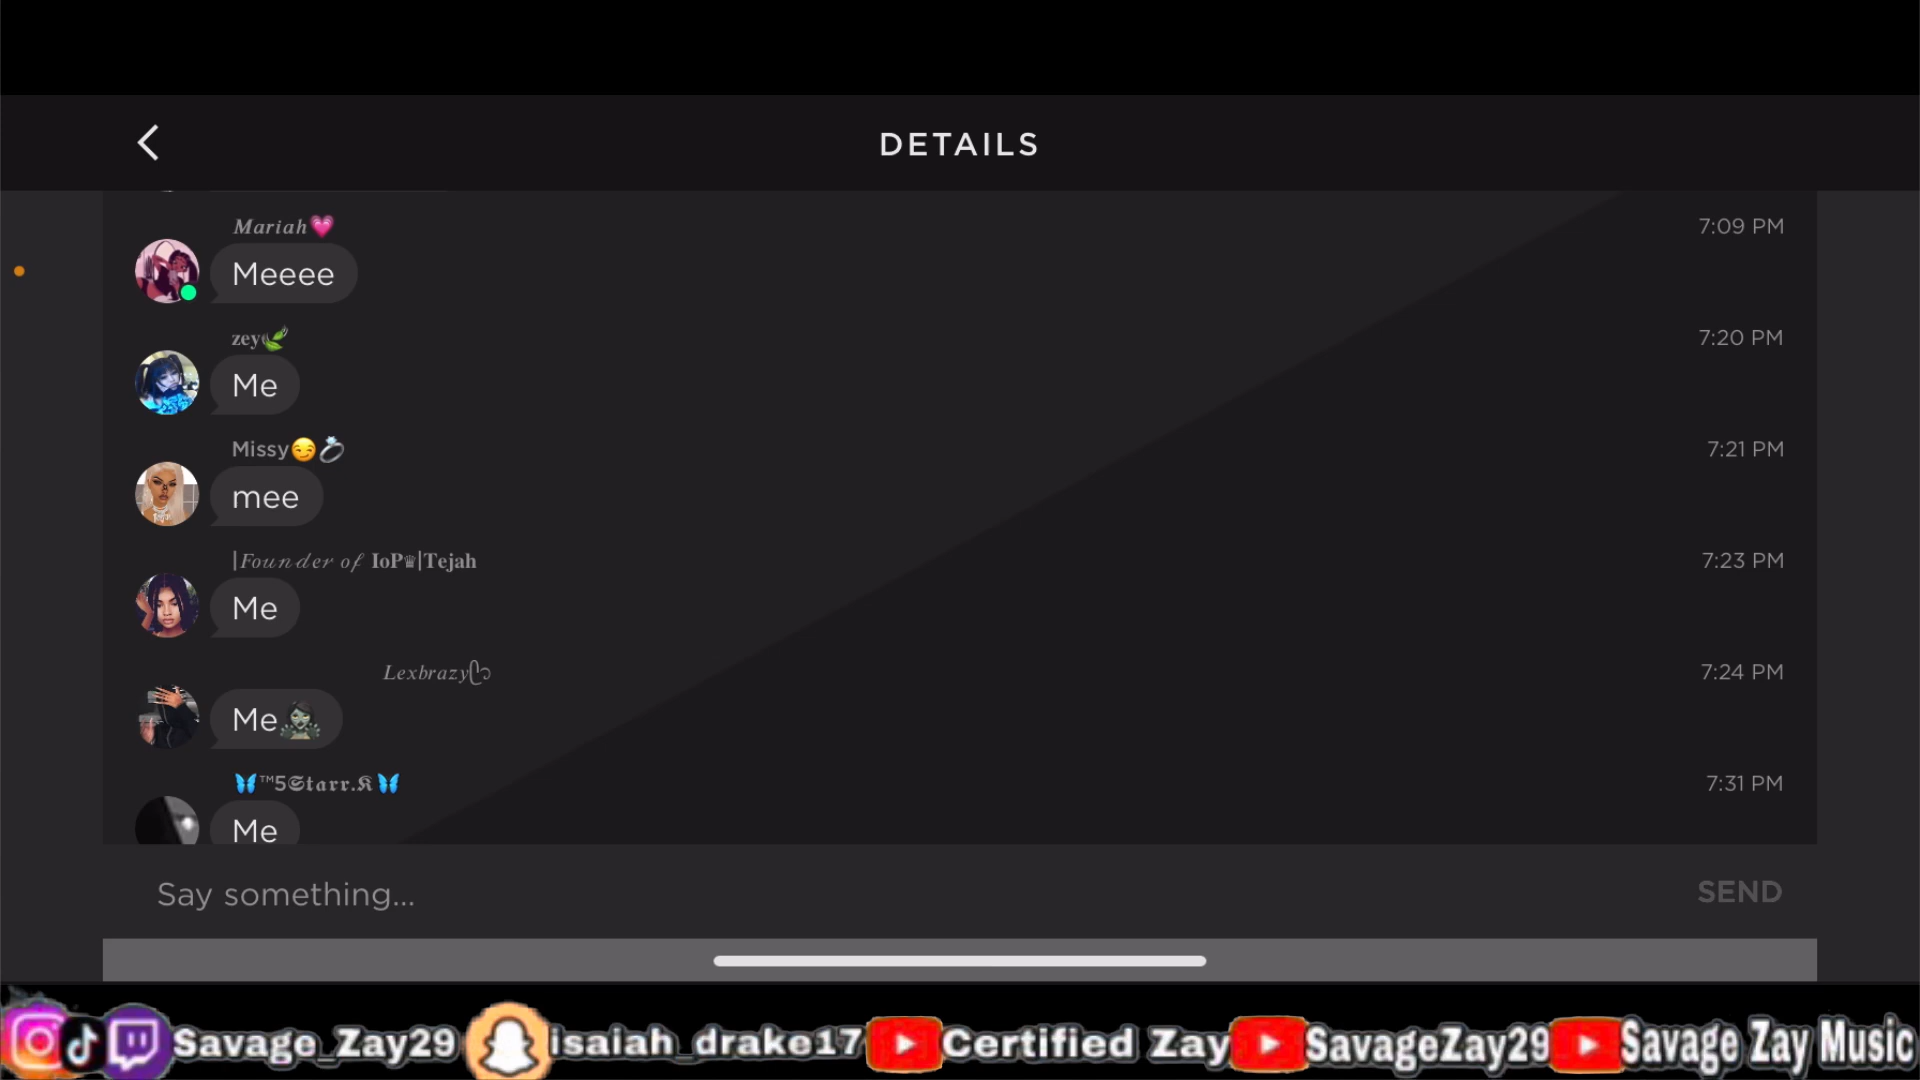 DETAILS
Mariah💗 7:09 PM
Meeee
zey🌿 7:20 PM
Me
Missy😏💍 7:21 PM
mee
|Founder of IoP♛|Tejah 7:23 PM
Me
Lexbrazy 7:24 PM
Me🧟‍♀️
🦋™5𝕾𝖙𝖆𝖗𝖗.𝕶🦋 7:31 PM
Me
Say something... SEND
Savage_Zay29 isaiah_drake17 Certified Zay SavageZay29 Savage Zay Music